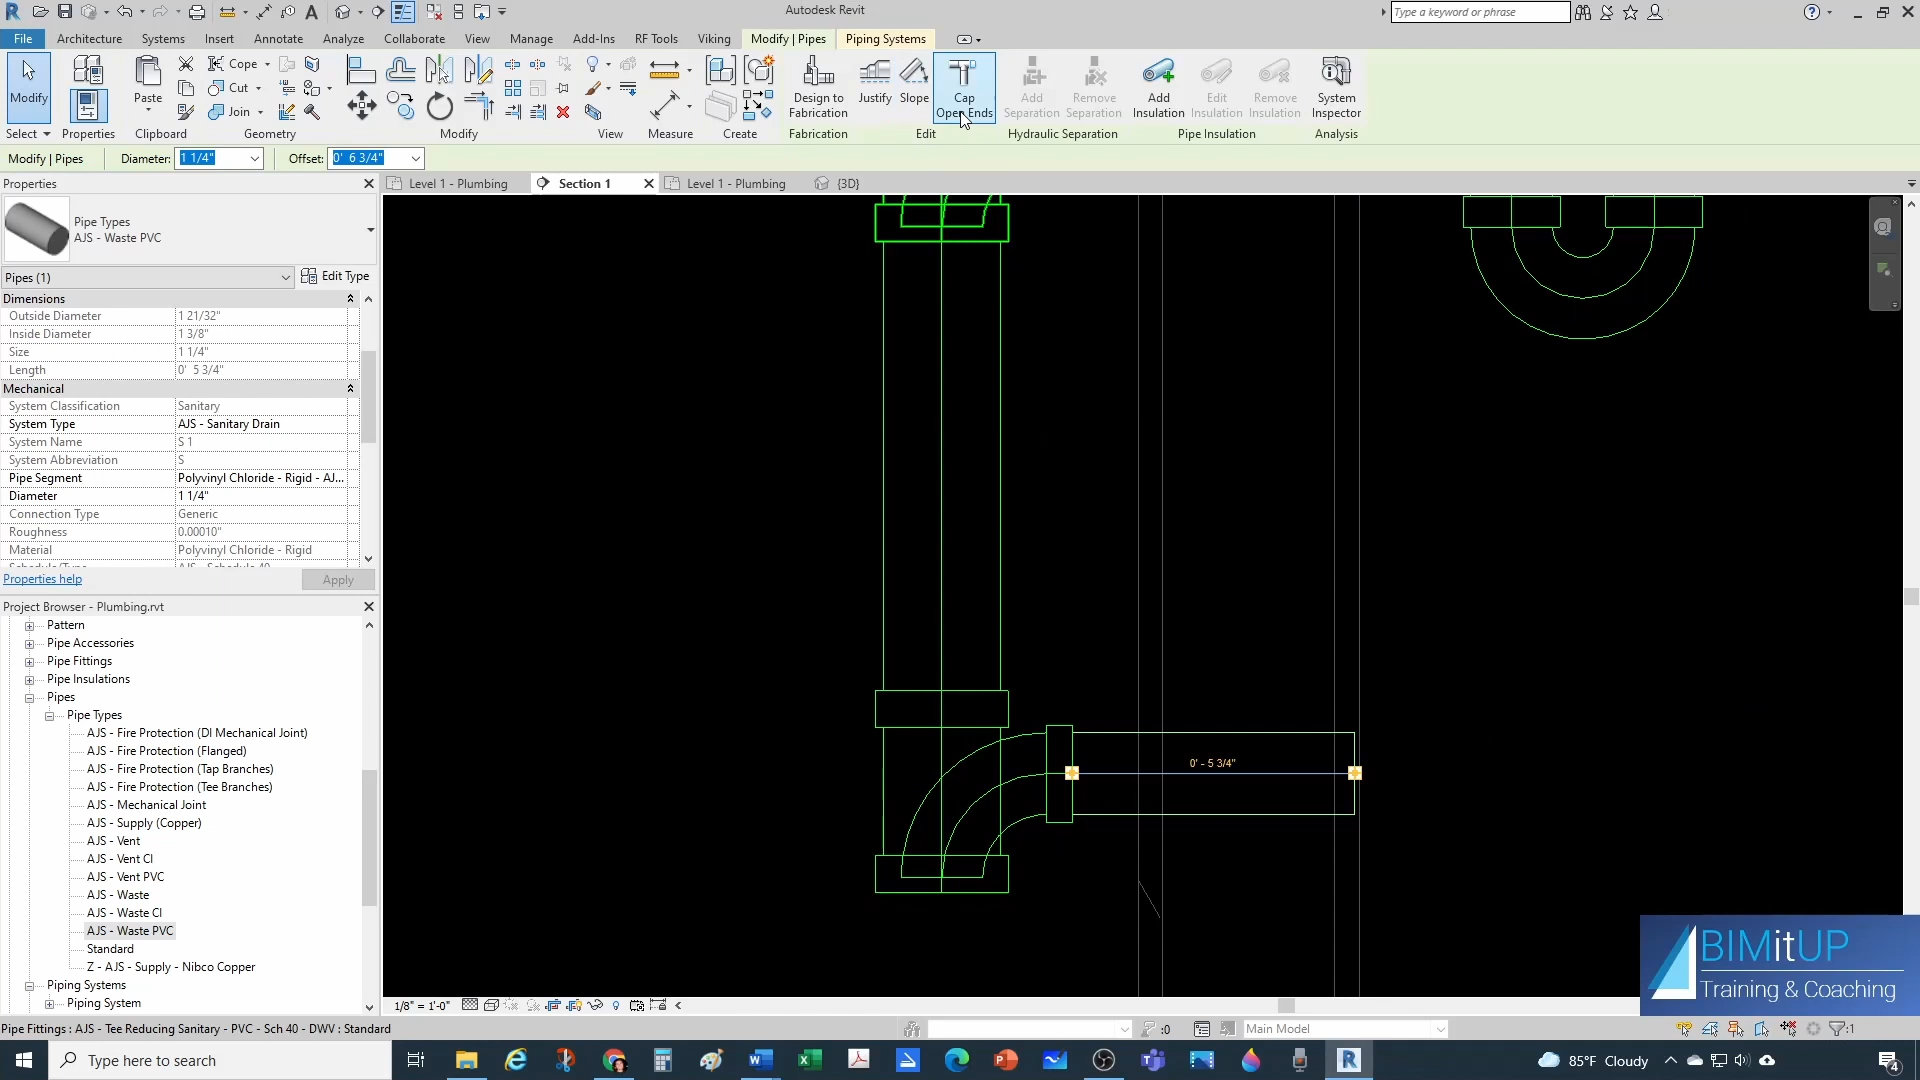 Autodesk Revit
Type a keyword or phrase
File Architecture Systems Insert Annotate Analyze Collaborate View Manage Add-Ins RF Tools Viking Modify | Pipes Piping Systems
Modify
Paste
Cope
Cut
Join
Design to Fabrication
Justify
Slope
Cap Open Ends
Add Separation
Remove Separation
Add Insulation
Edit Insulation
Remove Insulation
System Inspector
Select Properties Clipboard Geometry Modify View Measure Create Fabrication Edit Hydraulic Separation Pipe Insulation Analysis
Modify | Pipes Diameter: 1 1/4" Offset: 0' 6 3/4"
Properties
Level 1 - Plumbing Section 1 Level 1 - Plumbing {3D}
Pipe Types
AJS - Waste PVC
Pipes (1) Edit Type
Dimensions
Outside Diameter 1 21/32"
Inside Diameter 1 3/8"
Size 1 1/4"
Length 0' 5 3/4"
Mechanical
System Classification Sanitary
System Type AJS - Sanitary Drain
System Name S 1
System Abbreviation S
Pipe Segment Polyvinyl Chloride - Rigid - AJ...
Diameter 1 1/4"
Connection Type Generic
Roughness 0.00010"
Material Polyvinyl Chloride - Rigid
Properties help Apply
Project Browser - Plumbing.rvt
Pattern
Pipe Accessories
Pipe Fittings
Pipe Insulations
Pipes
Pipe Types
AJS - Fire Protection (DI Mechanical Joint)
AJS - Fire Protection (Flanged)
AJS - Fire Protection (Tap Branches)
AJS - Fire Protection (Tee Branches)
AJS - Mechanical Joint
AJS - Supply (Copper)
AJS - Vent
AJS - Vent CI
AJS - Vent PVC
AJS - Waste
AJS - Waste CI
AJS - Waste PVC
Standard
Z - AJS - Supply - Nibco Copper
Piping Systems
Piping System
0' - 5 3/4"
BIMitUP
Training & Coaching
1/8" = 1'-0"
Pipe Fittings : AJS - Tee Reducing Sanitary - PVC - Sch 40 - DWV : Standard
:0
Main Model
:1
Type here to search
85°F Cloudy
4